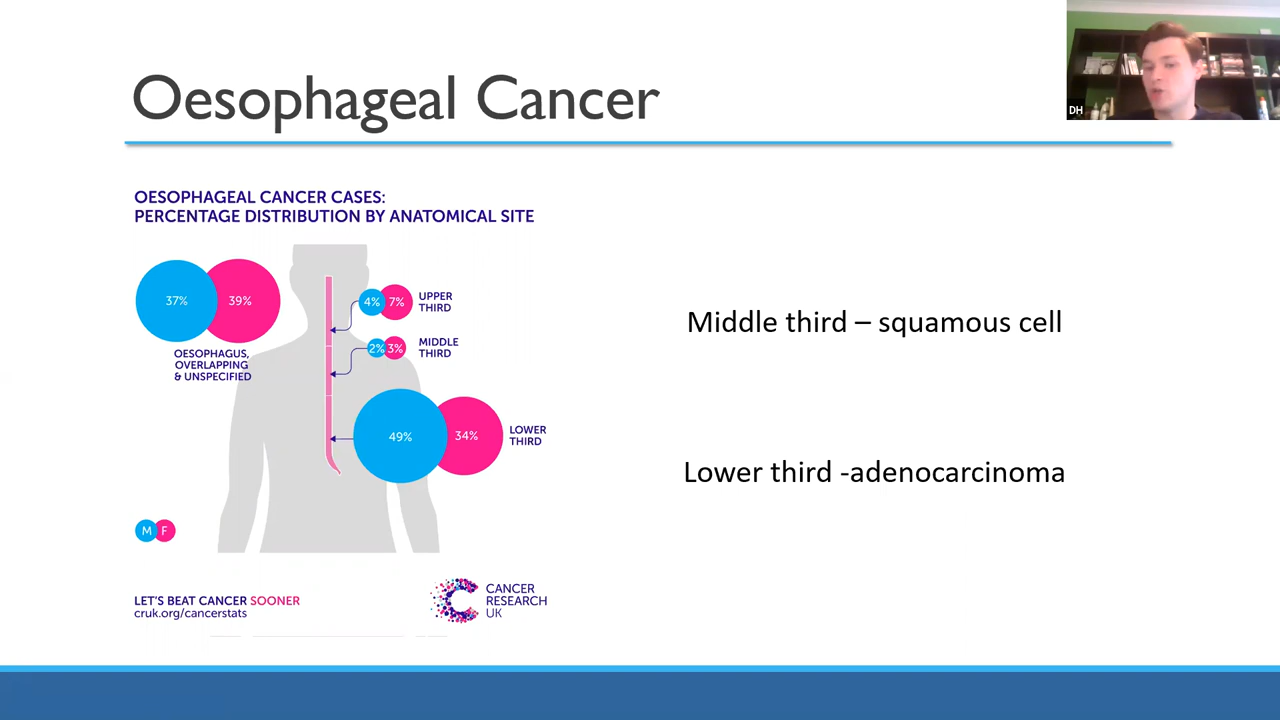 Oesophageal Cancer
DH
OESOPHAGEAL CANCER CASES:
PERCENTAGE DISTRIBUTION BY ANATOMICAL SITE
37% 39%
OESOPHAGUS,
OVERLAPPING
& UNSPECIFIED
4% 7%
UPPER
THIRD
2% 3%
MIDDLE
THIRD
49% 34%
LOWER
THIRD
M F
LET'S BEAT CANCER SOONER
cruk.org/cancerstats
CANCER
RESEARCH
UK
Middle third – squamous cell
Lower third -adenocarcinoma